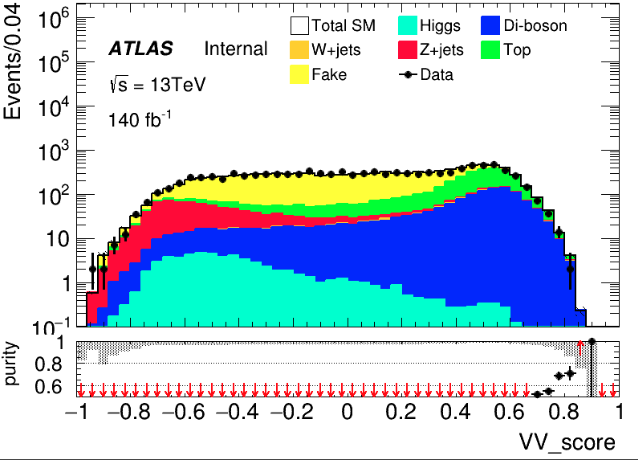 Events/0.04
10^6
10^5
10^4
10^3
10^2
10
1
10^-1
ATLAS Internal
√s = 13TeV
140 fb^-1
Total SM Higgs Di-boson
W+jets Z+jets Top
Fake Data
purity
1
0.8
0.6
−1 −0.8 −0.6 −0.4 −0.2 0 0.2 0.4 0.6 0.8 1
VV_score